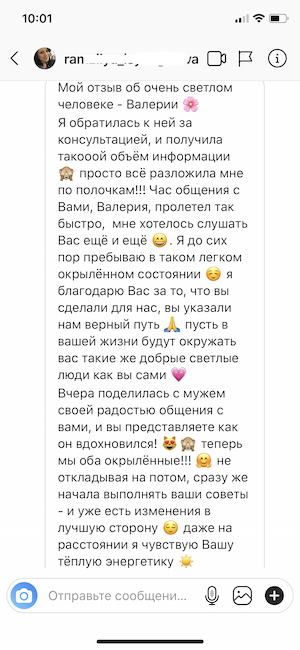 10:01
Мой отзыв об очень светлом
человеке - Валерии 🌸
Я обратилась к ней за
консультацией, и получила
такооой объём информации
🙈 просто всё разложила мне
по полочкам!!! Час общения с
Вами, Валерия, пролетел так
быстро, мне хотелось слушать
Вас ещё и ещё 😄. Я до сих
пор пребываю в таком легком
окрылённом состоянии ☺️ я
благодарю Вас за то, что вы
сделали для нас, вы указали
нам верный путь 🙏 пусть в
вашей жизни будут окружать
вас такие же добрые светлые
люди как вы сами 💗
Вчера поделилась с мужем
своей радостью общения с
вами, и вы представляете как
он вдохновился! 😻 🙈 теперь
мы оба окрылённые!!! 🤗 не
откладывая на потом, сразу же
начала выполнять ваши советы
- и уже есть изменения в
лучшую сторону 😌 даже на
расстоянии я чувствую Вашу
тёплую энергетику ☀️
Отправьте сообщени...